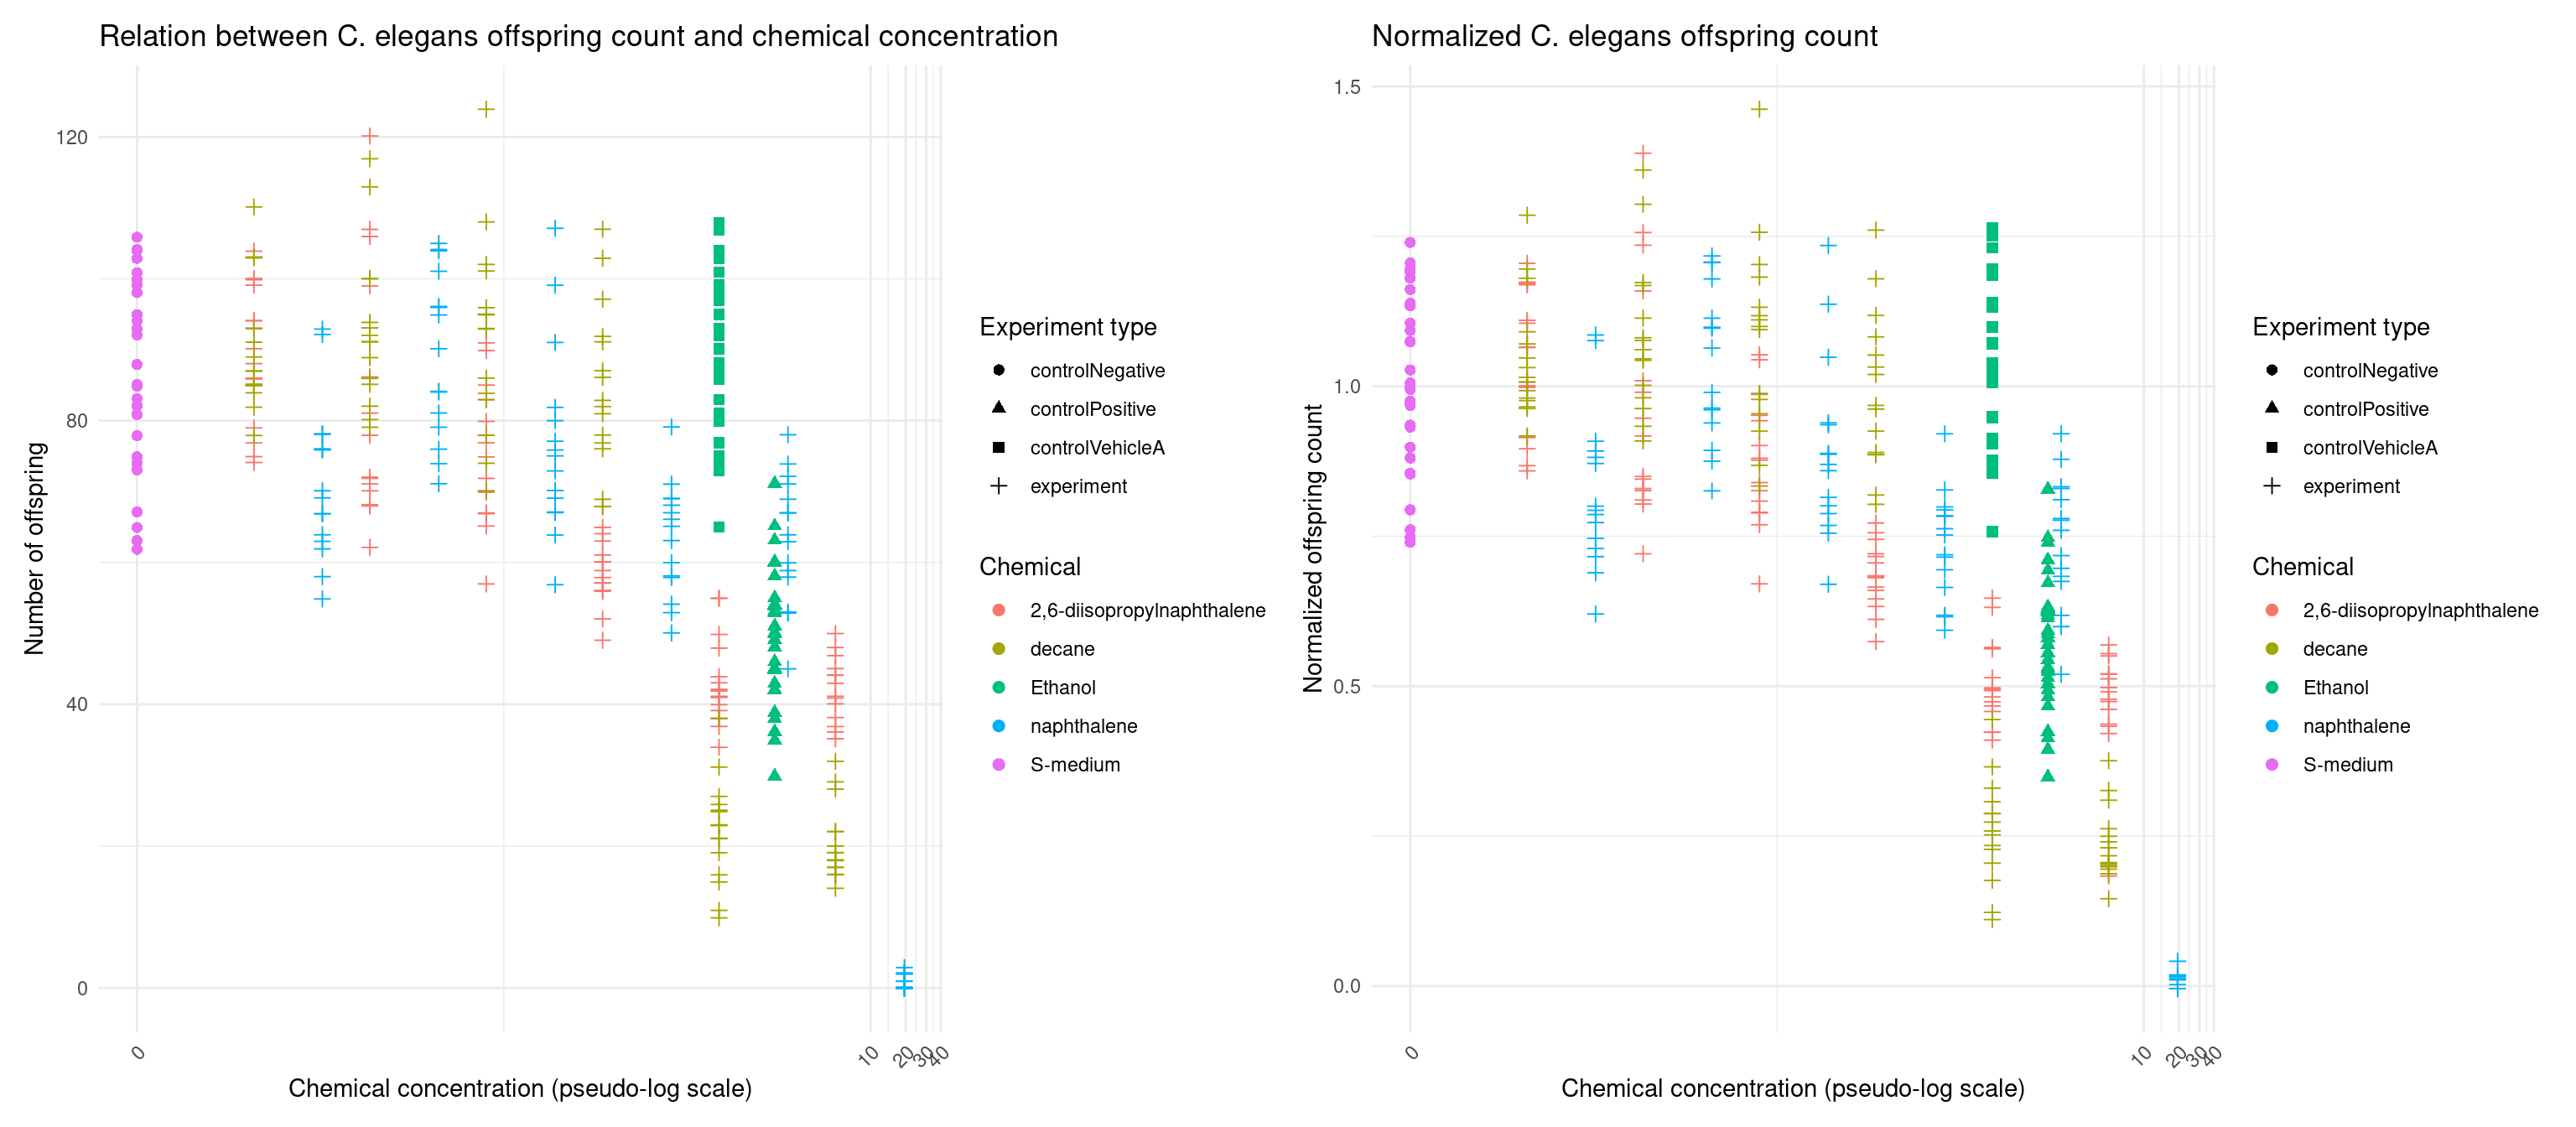 Relation between C. elegans offspring count and chemical concentration
Number of offspring
120
80
40
0
0
10
20
30
40
Chemical concentration (pseudo-log scale)
Experiment type
controlNegative
controlPositive
controlVehicleA
experiment
Chemical
2,6-diisopropylnaphthalene
decane
Ethanol
naphthalene
S-medium
Normalized C. elegans offspring count
Normalized offspring count
1.5
1.0
0.5
0.0
0
10
20
30
40
Chemical concentration (pseudo-log scale)
Experiment type
controlNegative
controlPositive
controlVehicleA
experiment
Chemical
2,6-diisopropylnaphthalene
decane
Ethanol
naphthalene
S-medium